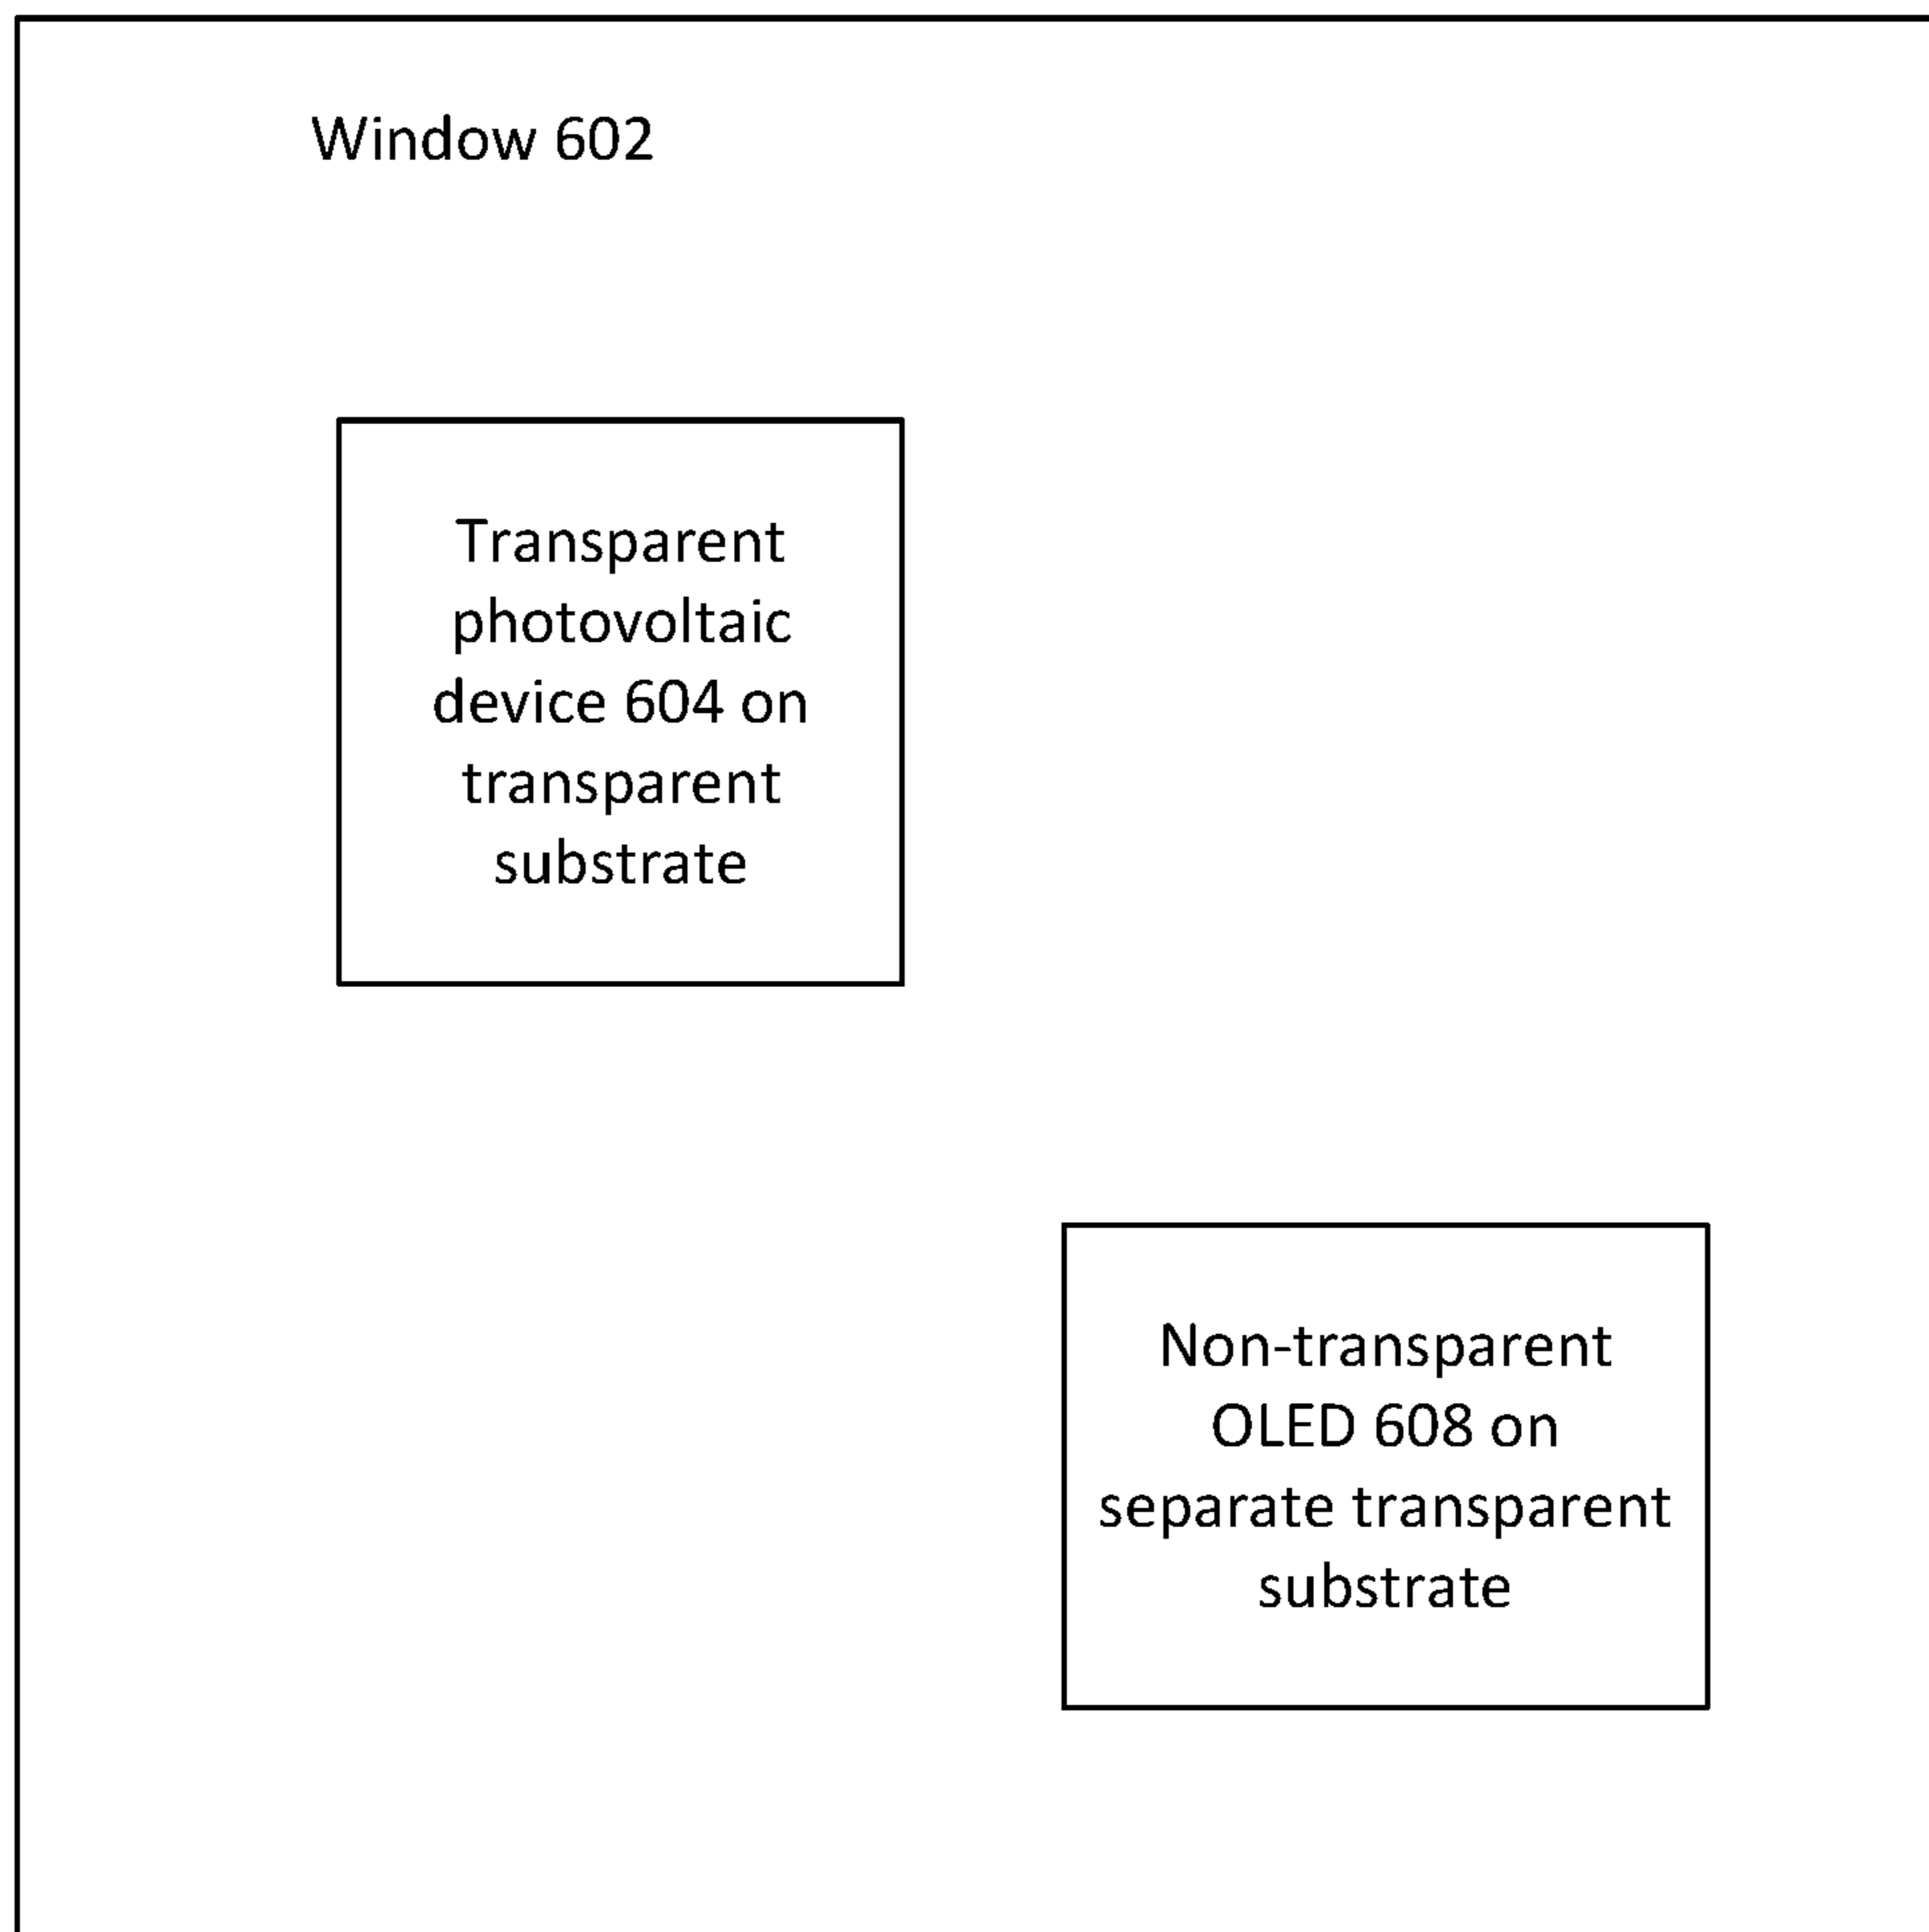 Window 602
Transparent
photovoltaic
device 604 on
transparent
substrate
Non-transparent
OLED 608 on
separate transparent
substrate